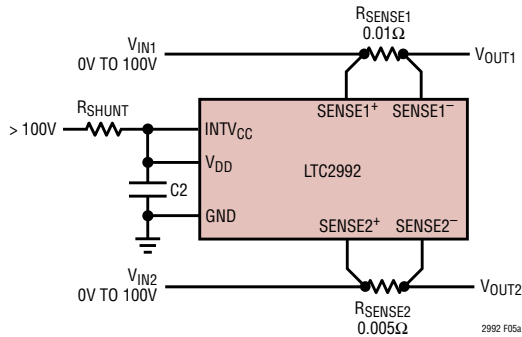 RSENSE1
0.01Ω
VIN1
0V TO 100V
VOUT1
RSHUNT
> 100V
SENSE1+ SENSE1–
INTVCC
VDD
LTC2992
C2
GND
SENSE2+ SENSE2–
VIN2
0V TO 100V
VOUT2
RSENSE2
0.005Ω
2992 F05a